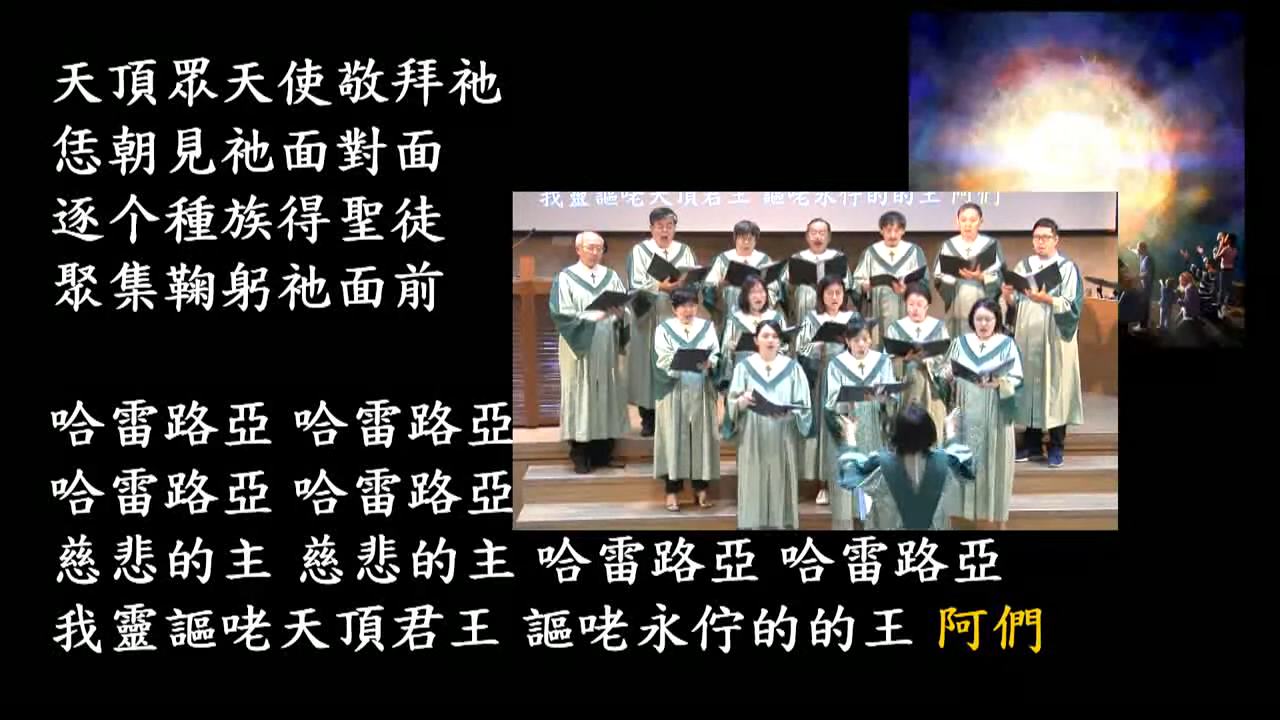 天頂眾天使敬拜祂
恁朝見祂面對面
逐个種族得聖徒
聚集鞠躬祂面前
哈雷路亞 哈雷路亞
哈雷路亞 哈雷路亞
慈悲的主 慈悲的主 哈雷路亞 哈雷路亞
我靈謳咾天頂君王 謳咾永佇的的王 阿們
我靈謳咾天頂君王 謳咾永佇的的王 阿們